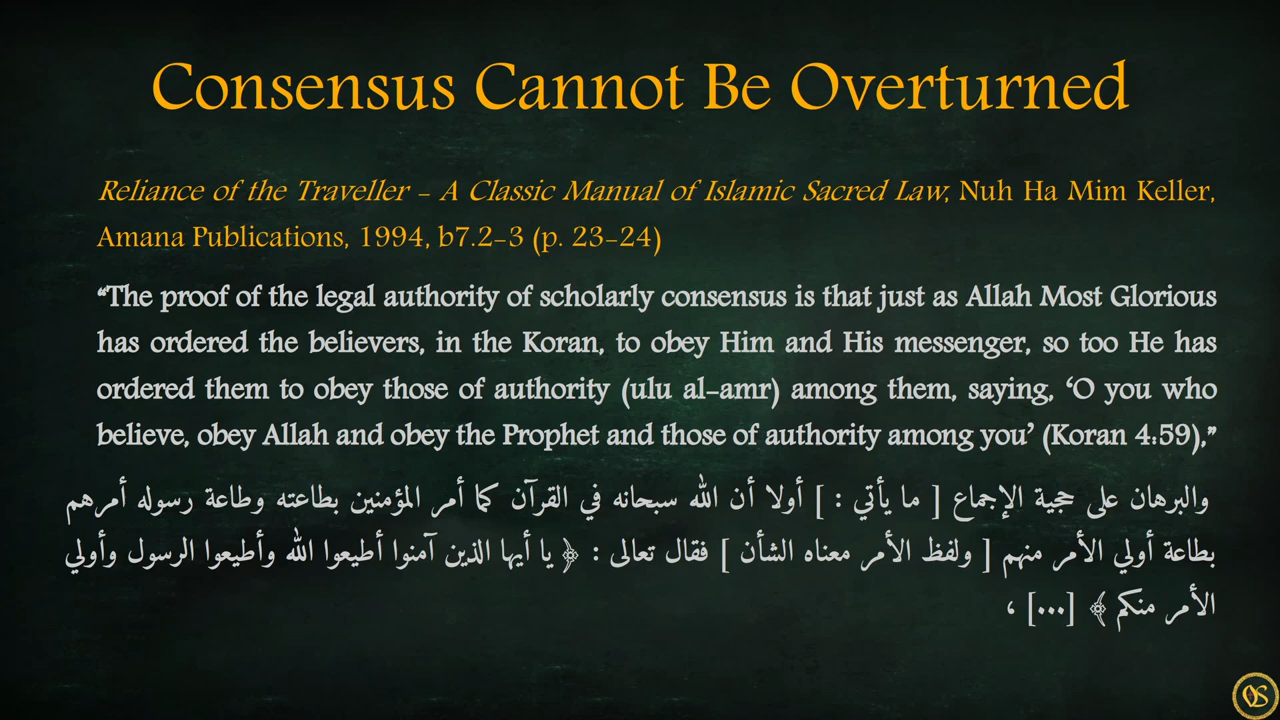 Consensus Cannot Be Overturned
Reliance of the Traveller – A Classic Manual of Islamic Sacred Law, Nuh Ha Mim Keller,
Amana Publications, 1994, b7.2-3 (p. 23-24)
“The proof of the legal authority of scholarly consensus is that just as Allah Most Glorious
has ordered the believers, in the Koran, to obey Him and His messenger, so too He has
ordered them to obey those of authority (ulu al-amr) among them, saying, ‘O you who
believe, obey Allah and obey the Prophet and those of authority among you’ (Koran 4:59),”
والبرهان على حجية الإجماع [ ما يأتي : ] أولا أن الله سبحانه في القرآن كما أمر المؤمنين بطاعته وطاعة رسوله أمرهم
بطاعة أولي الأمر منهم [ ولفظ الأمر معناه الشأن ] فقال تعالى : ﴿ يا أيها الذين آمنوا أطيعوا الله وأطيعوا الرسول وأولي
الأمر منكم ﴾ [...] ،